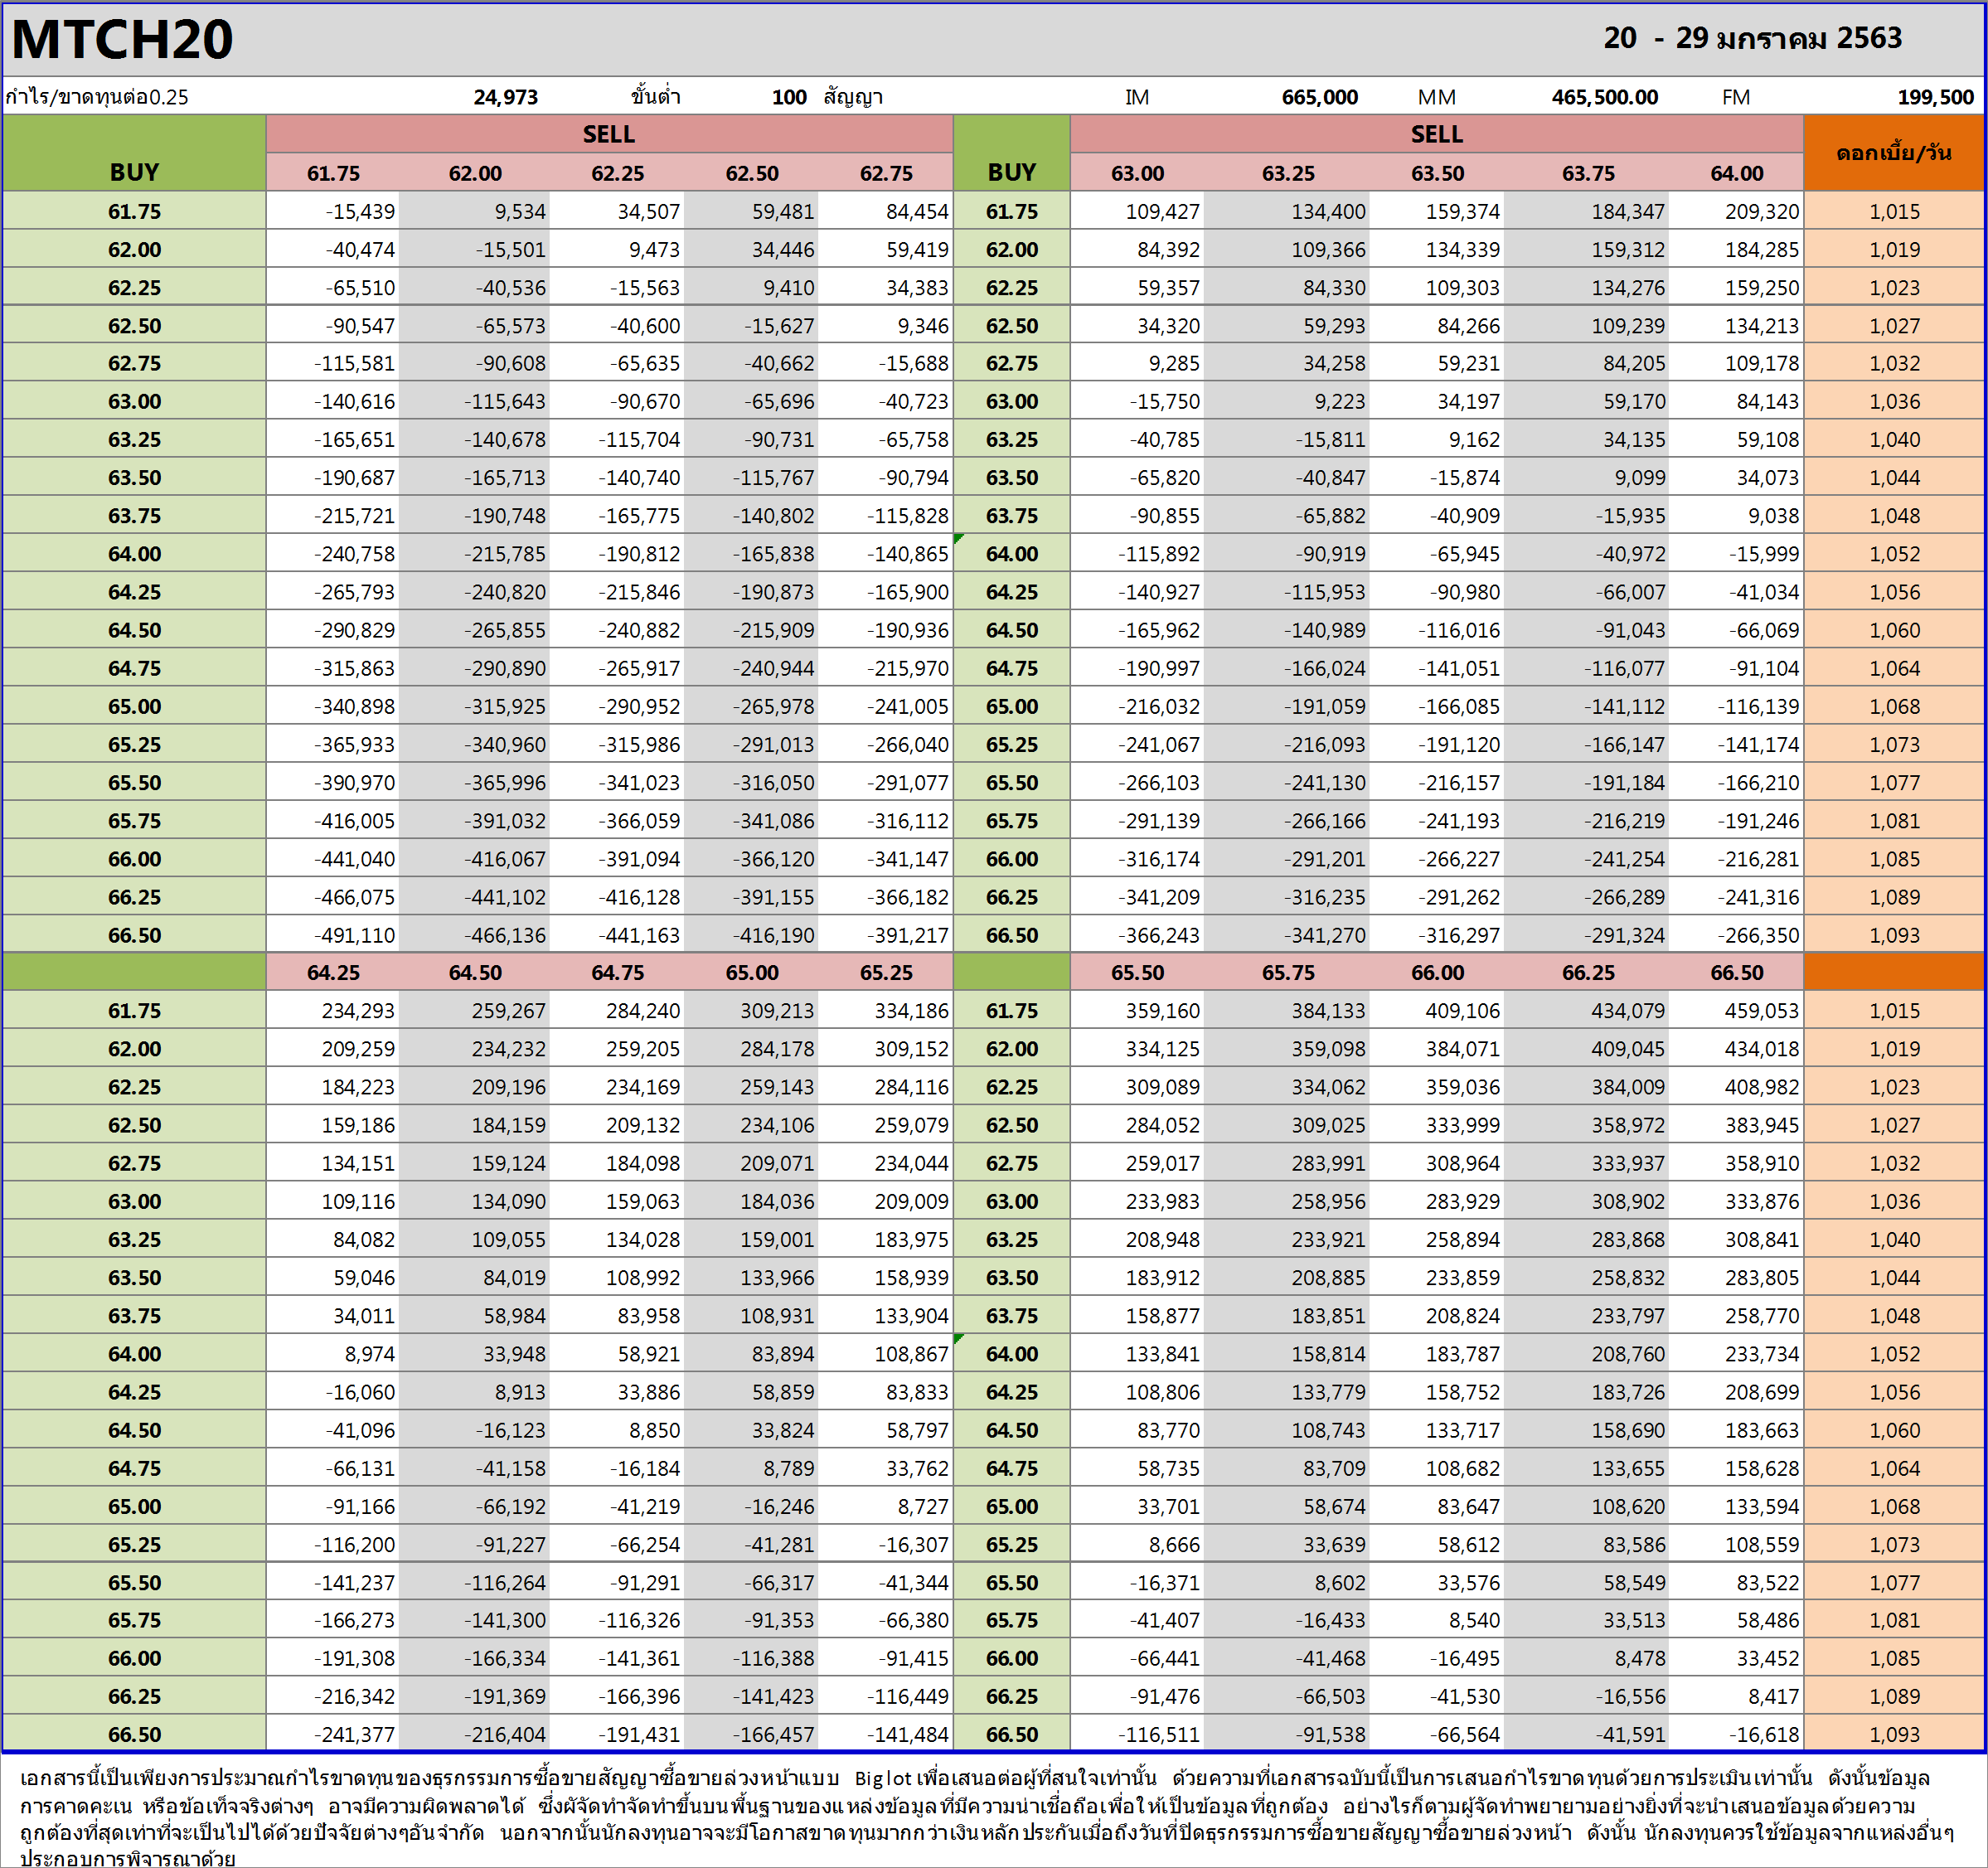 MTCH20 20 - 29 มกราคม 2563
กำไร/ขาดทุนต่อ0.25 24,973 ขั้นต่ำ 100 สัญญา IM 665,000 MM 465,500.00 FM 199,500
BUY SELL BUY SELL ดอกเบี้ย/วัน
61.75 62.00 62.25 62.50 62.75 63.00 63.25 63.50 63.75 64.00
61.75 -15,439 9,534 34,507 59,481 84,454 61.75 109,427 134,400 159,374 184,347 209,320 1,015
62.00 -40,474 -15,501 9,473 34,446 59,419 62.00 84,392 109,366 134,339 159,312 184,285 1,019
62.25 -65,510 -40,536 -15,563 9,410 34,383 62.25 59,357 84,330 109,303 134,276 159,250 1,023
62.50 -90,547 -65,573 -40,600 -15,627 9,346 62.50 34,320 59,293 84,266 109,239 134,213 1,027
62.75 -115,581 -90,608 -65,635 -40,662 -15,688 62.75 9,285 34,258 59,231 84,205 109,178 1,032
63.00 -140,616 -115,643 -90,670 -65,696 -40,723 63.00 -15,750 9,223 34,197 59,170 84,143 1,036
63.25 -165,651 -140,678 -115,704 -90,731 -65,758 63.25 -40,785 -15,811 9,162 34,135 59,108 1,040
63.50 -190,687 -165,713 -140,740 -115,767 -90,794 63.50 -65,820 -40,847 -15,874 9,099 34,073 1,044
63.75 -215,721 -190,748 -165,775 -140,802 -115,828 63.75 -90,855 -65,882 -40,909 -15,935 9,038 1,048
64.00 -240,758 -215,785 -190,812 -165,838 -140,865 64.00 -115,892 -90,919 -65,945 -40,972 -15,999 1,052
64.25 -265,793 -240,820 -215,846 -190,873 -165,900 64.25 -140,927 -115,953 -90,980 -66,007 -41,034 1,056
64.50 -290,829 -265,855 -240,882 -215,909 -190,936 64.50 -165,962 -140,989 -116,016 -91,043 -66,069 1,060
64.75 -315,863 -290,890 -265,917 -240,944 -215,970 64.75 -190,997 -166,024 -141,051 -116,077 -91,104 1,064
65.00 -340,898 -315,925 -290,952 -265,978 -241,005 65.00 -216,032 -191,059 -166,085 -141,112 -116,139 1,068
65.25 -365,933 -340,960 -315,986 -291,013 -266,040 65.25 -241,067 -216,093 -191,120 -166,147 -141,174 1,073
65.50 -390,970 -365,996 -341,023 -316,050 -291,077 65.50 -266,103 -241,130 -216,157 -191,184 -166,210 1,077
65.75 -416,005 -391,032 -366,059 -341,086 -316,112 65.75 -291,139 -266,166 -241,193 -216,219 -191,246 1,081
66.00 -441,040 -416,067 -391,094 -366,120 -341,147 66.00 -316,174 -291,201 -266,227 -241,254 -216,281 1,085
66.25 -466,075 -441,102 -416,128 -391,155 -366,182 66.25 -341,209 -316,235 -291,262 -266,289 -241,316 1,089
66.50 -491,110 -466,136 -441,163 -416,190 -391,217 66.50 -366,243 -341,270 -316,297 -291,324 -266,350 1,093
64.25 64.50 64.75 65.00 65.25 65.50 65.75 66.00 66.25 66.50
61.75 234,293 259,267 284,240 309,213 334,186 61.75 359,160 384,133 409,106 434,079 459,053 1,015
62.00 209,259 234,232 259,205 284,178 309,152 62.00 334,125 359,098 384,071 409,045 434,018 1,019
62.25 184,223 209,196 234,169 259,143 284,116 62.25 309,089 334,062 359,036 384,009 408,982 1,023
62.50 159,186 184,159 209,132 234,106 259,079 62.50 284,052 309,025 333,999 358,972 383,945 1,027
62.75 134,151 159,124 184,098 209,071 234,044 62.75 259,017 283,991 308,964 333,937 358,910 1,032
63.00 109,116 134,090 159,063 184,036 209,009 63.00 233,983 258,956 283,929 308,902 333,876 1,036
63.25 84,082 109,055 134,028 159,001 183,975 63.25 208,948 233,921 258,894 283,868 308,841 1,040
63.50 59,046 84,019 108,992 133,966 158,939 63.50 183,912 208,885 233,859 258,832 283,805 1,044
63.75 34,011 58,984 83,958 108,931 133,904 63.75 158,877 183,851 208,824 233,797 258,770 1,048
64.00 8,974 33,948 58,921 83,894 108,867 64.00 133,841 158,814 183,787 208,760 233,734 1,052
64.25 -16,060 8,913 33,886 58,859 83,833 64.25 108,806 133,779 158,752 183,726 208,699 1,056
64.50 -41,096 -16,123 8,850 33,824 58,797 64.50 83,770 108,743 133,717 158,690 183,663 1,060
64.75 -66,131 -41,158 -16,184 8,789 33,762 64.75 58,735 83,709 108,682 133,655 158,628 1,064
65.00 -91,166 -66,192 -41,219 -16,246 8,727 65.00 33,701 58,674 83,647 108,620 133,594 1,068
65.25 -116,200 -91,227 -66,254 -41,281 -16,307 65.25 8,666 33,639 58,612 83,586 108,559 1,073
65.50 -141,237 -116,264 -91,291 -66,317 -41,344 65.50 -16,371 8,602 33,576 58,549 83,522 1,077
65.75 -166,273 -141,300 -116,326 -91,353 -66,380 65.75 -41,407 -16,433 8,540 33,513 58,486 1,081
66.00 -191,308 -166,334 -141,361 -116,388 -91,415 66.00 -66,441 -41,468 -16,495 8,478 33,452 1,085
66.25 -216,342 -191,369 -166,396 -141,423 -116,449 66.25 -91,476 -66,503 -41,530 -16,556 8,417 1,089
66.50 -241,377 -216,404 -191,431 -166,457 -141,484 66.50 -116,511 -91,538 -66,564 -41,591 -16,618 1,093
เอกสารนี้เป็นเพียงการประมาณกำไรขาดทุนของธุรกรรมการซื้อขายสัญญาซื้อขายล่วงหน้าแบบ Big lot เพื่อเสนอต่อผู้ที่สนใจเท่านั้น ด้วยความที่เอกสารฉบับนี้เป็นการเสนอกำไรขาดทุนด้วยการประเมินเท่านั้น ดังนั้นข้อมูล
การคาดคะเน หรือข้อเท็จจริงต่างๆ อาจมีความผิดพลาดได้ ซึ่งผัจัดทำจัดทำขึ้นบนพื้นฐานของแหล่งข้อมูลที่มีความน่าเชื่อถือเพื่อให้เป็นข้อมูลที่ถูกต้อง อย่างไรก็ตามผู้จัดทำพยายามอย่างยิ่งที่จะนำเสนอข้อมูลด้วยความ
ถูกต้องที่สุดเท่าที่จะเป็นไปได้ด้วยปัจจัยต่างๆอันจำกัด นอกจากนั้นนักลงทุนอาจจะมีโอกาสขาดทุนมากกว่าเงินหลักประกันเมื่อถึงวันที่ปิดธุรกรรมการซื้อขายสัญญาซื้อขายล่วงหน้า ดังนั้น นักลงทุนควรใช้ข้อมูลจากแหล่งอื่นๆ
ประกอบการพิจารณาด้วย